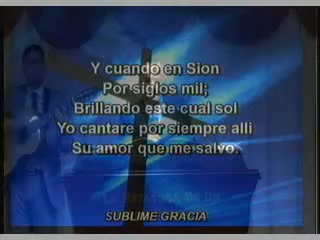 Y cuando en Sion
Por siglos mil;
Brillando este cual sol
Yo cantare por siempre alli
Su amor que me salvo.
SUBLIME GRACIA